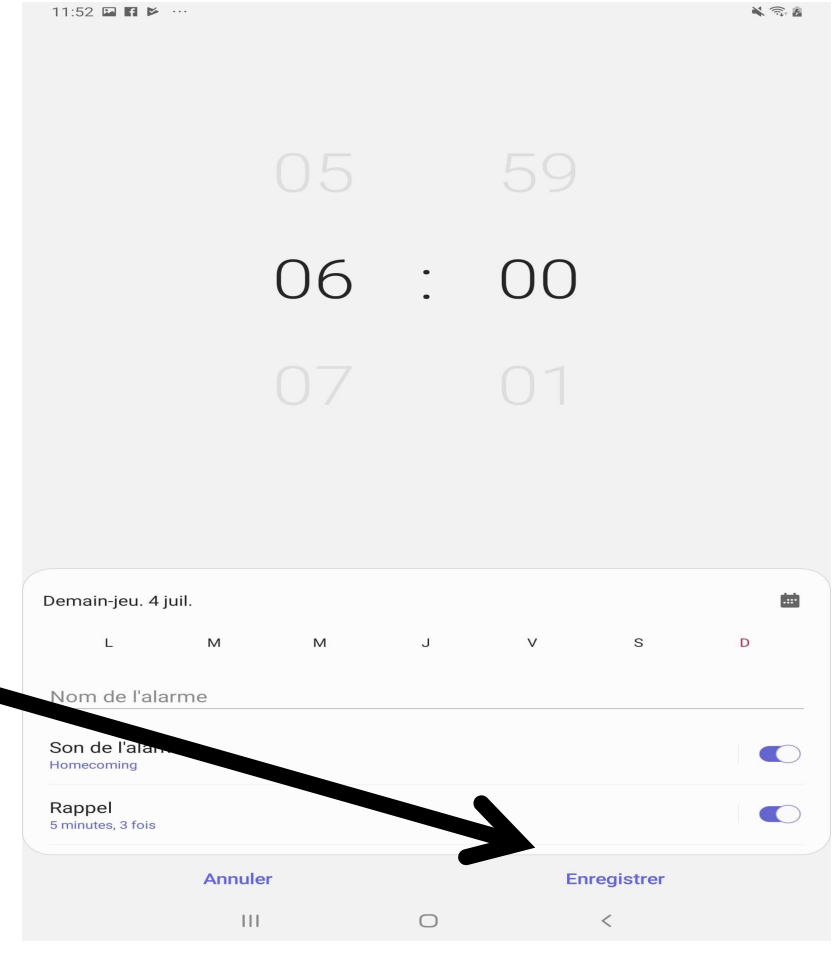 11:52
05 59
06 : 00
07 01
Demain-jeu. 4 juil.
L M M J V S D
Nom de l'alarme
Son de l'alarm
Homecoming
Rappel
5 minutes, 3 fois
Annuler Enregistrer